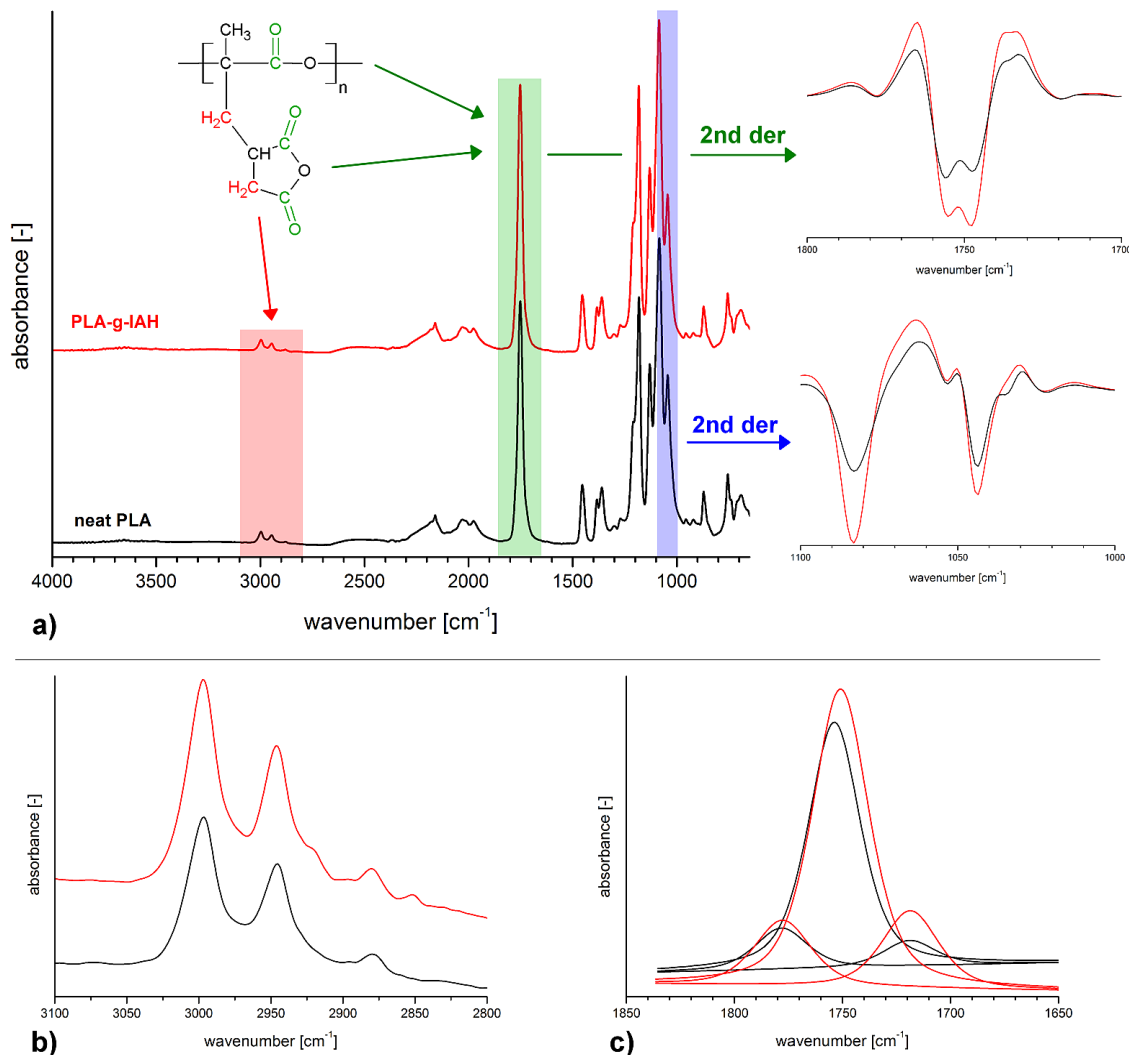 CH3
O
C
C
O
n
H2C
O
CH
C
O
H2C
C
O
2nd der
1800
1750
1700
wavenumber [cm-1]
absorbance [-]
PLA-g-IAH
2nd der
neat PLA
1100
1050
1000
wavenumber [cm-1]
4000
3500
3000
2500
2000
1500
1000
wavenumber [cm-1]
a)
absorbance [-]
3100
3050
3000
2950
2900
2850
2800
wavenumber [cm-1]
b)
absorbance [-]
1850
1800
1750
1700
1650
wavenumber [cm-1]
c)